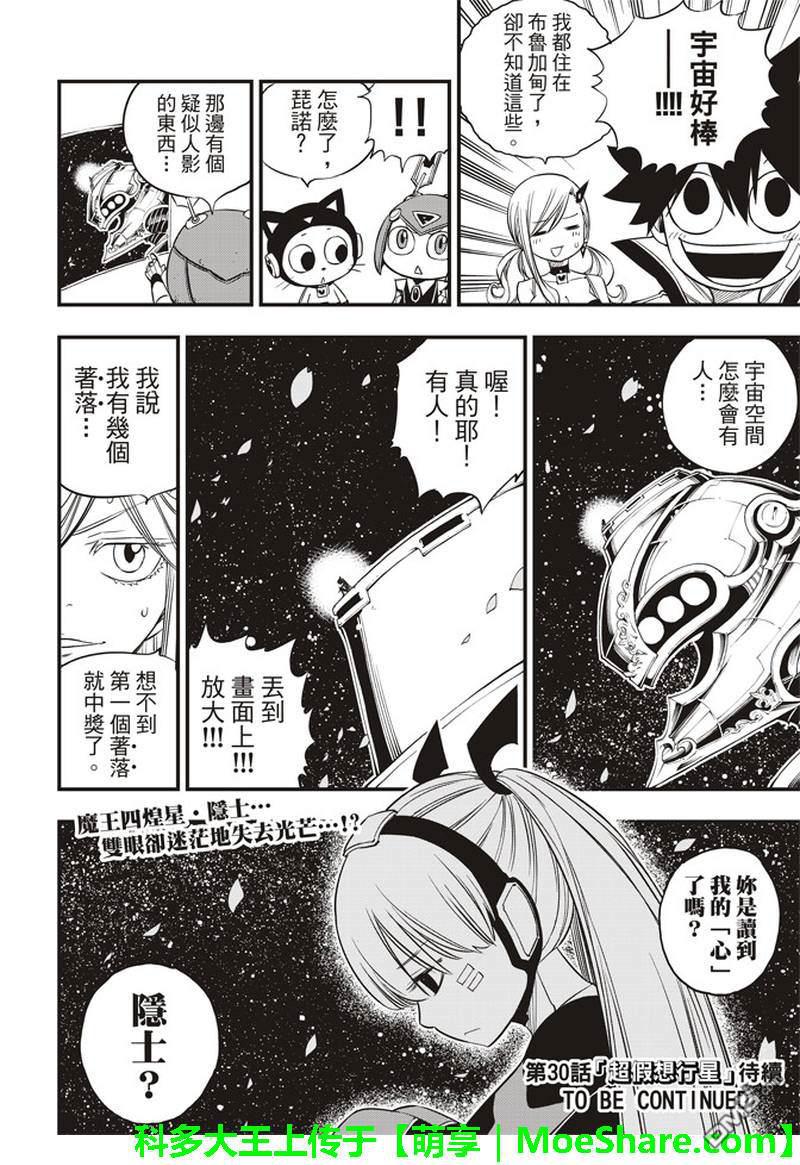 宇宙好棒
——!!!!
我都住在
布魯加甸了，
卻不知道這些。
!!
怎麼了，
琵諾？
那邊有個
疑似人影
的東西…
宇宙空間
怎麼會有
人…
喔！
真的耶！
有人！
丟到
畫面上!!!
放大!!!
我說
我有幾個
著落…
想不到
第一個著落
就中獎了。
魔王四煌星・隱士…
雙眼卻迷茫地失去光芒…!?
妳是讀到
我的「心」
了嗎？
隱士？
第30話「超假想行星」待續
TO BE CONTINUED
科多大王上传于【萌享｜MoeShare.com】